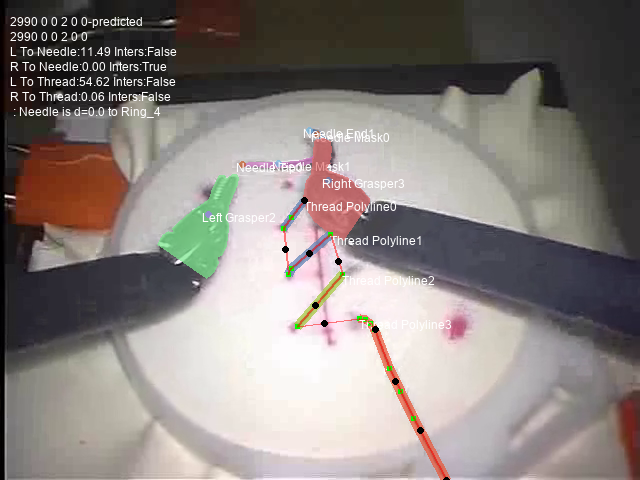 2990 0 0 2 0 0-predicted
2990 0 0 2 0 0
L To Needle:11.49 Inters:False
R To Needle:0.00 Inters:True
L To Thread:54.62 Inters:False
R To Thread:0.06 Inters:False
: Needle is d=0.0 to Ring_4
Needle End1
Needle Mask0
Needle Mask1
Right Grasper3
Thread Polyline0
Left Grasper2
Thread Polyline1
Thread Polyline2
Thread Polyline3